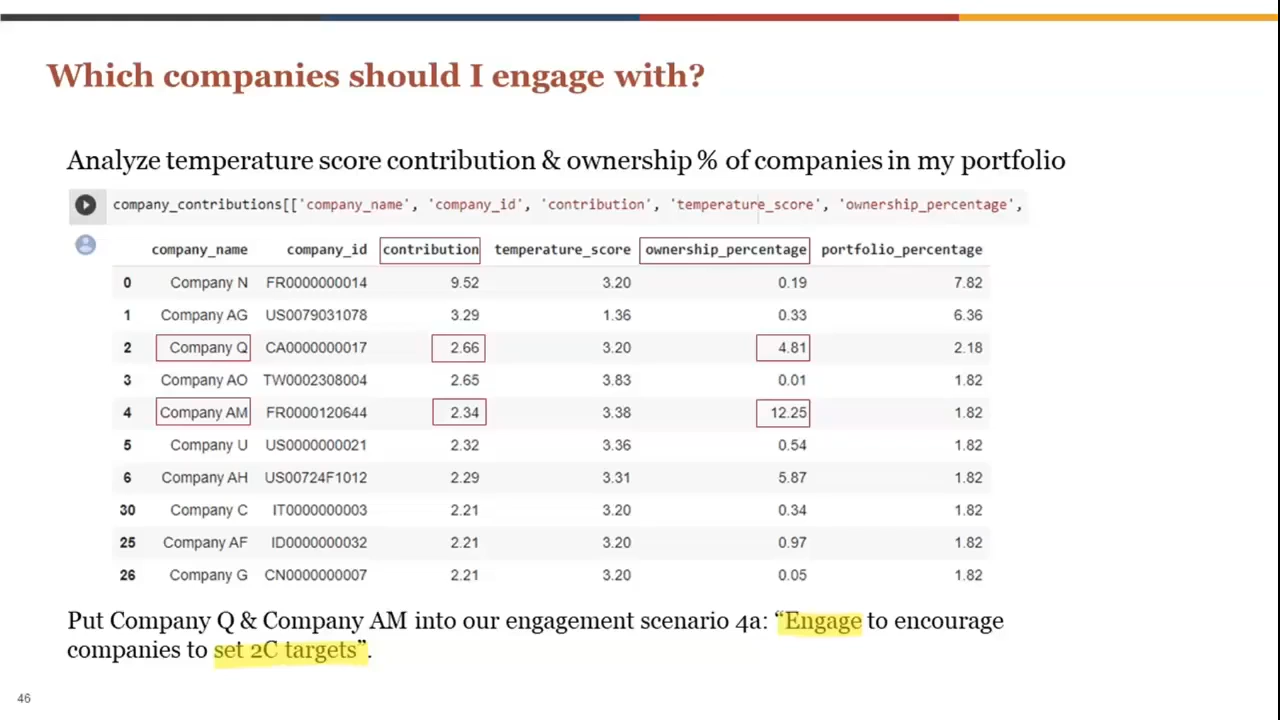 Which companies should I engage with?
Analyze temperature score contribution & ownership % of companies in my portfolio
company_contributions[['company_name', 'company_id', 'contribution', 'temperature_score', 'ownership_percentage',
company_name company_id contribution temperature_score ownership_percentage portfolio_percentage
0 Company N FR0000000014 9.52 3.20 0.19 7.82
1 Company AG US0079031078 3.29 1.36 0.33 6.36
2 Company Q CA0000000017 2.66 3.20 4.81 2.18
3 Company AO TW0002308004 2.65 3.83 0.01 1.82
4 Company AM FR0000120644 2.34 3.38 12.25 1.82
5 Company U US0000000021 2.32 3.36 0.54 1.82
6 Company AH US00724F1012 2.29 3.31 5.87 1.82
30 Company C IT0000000003 2.21 3.20 0.34 1.82
25 Company AF ID0000000032 2.21 3.20 0.97 1.82
26 Company G CN0000000007 2.21 3.20 0.05 1.82
Put Company Q & Company AM into our engagement scenario 4a: “Engage to encourage
companies to set 2C targets”.
46